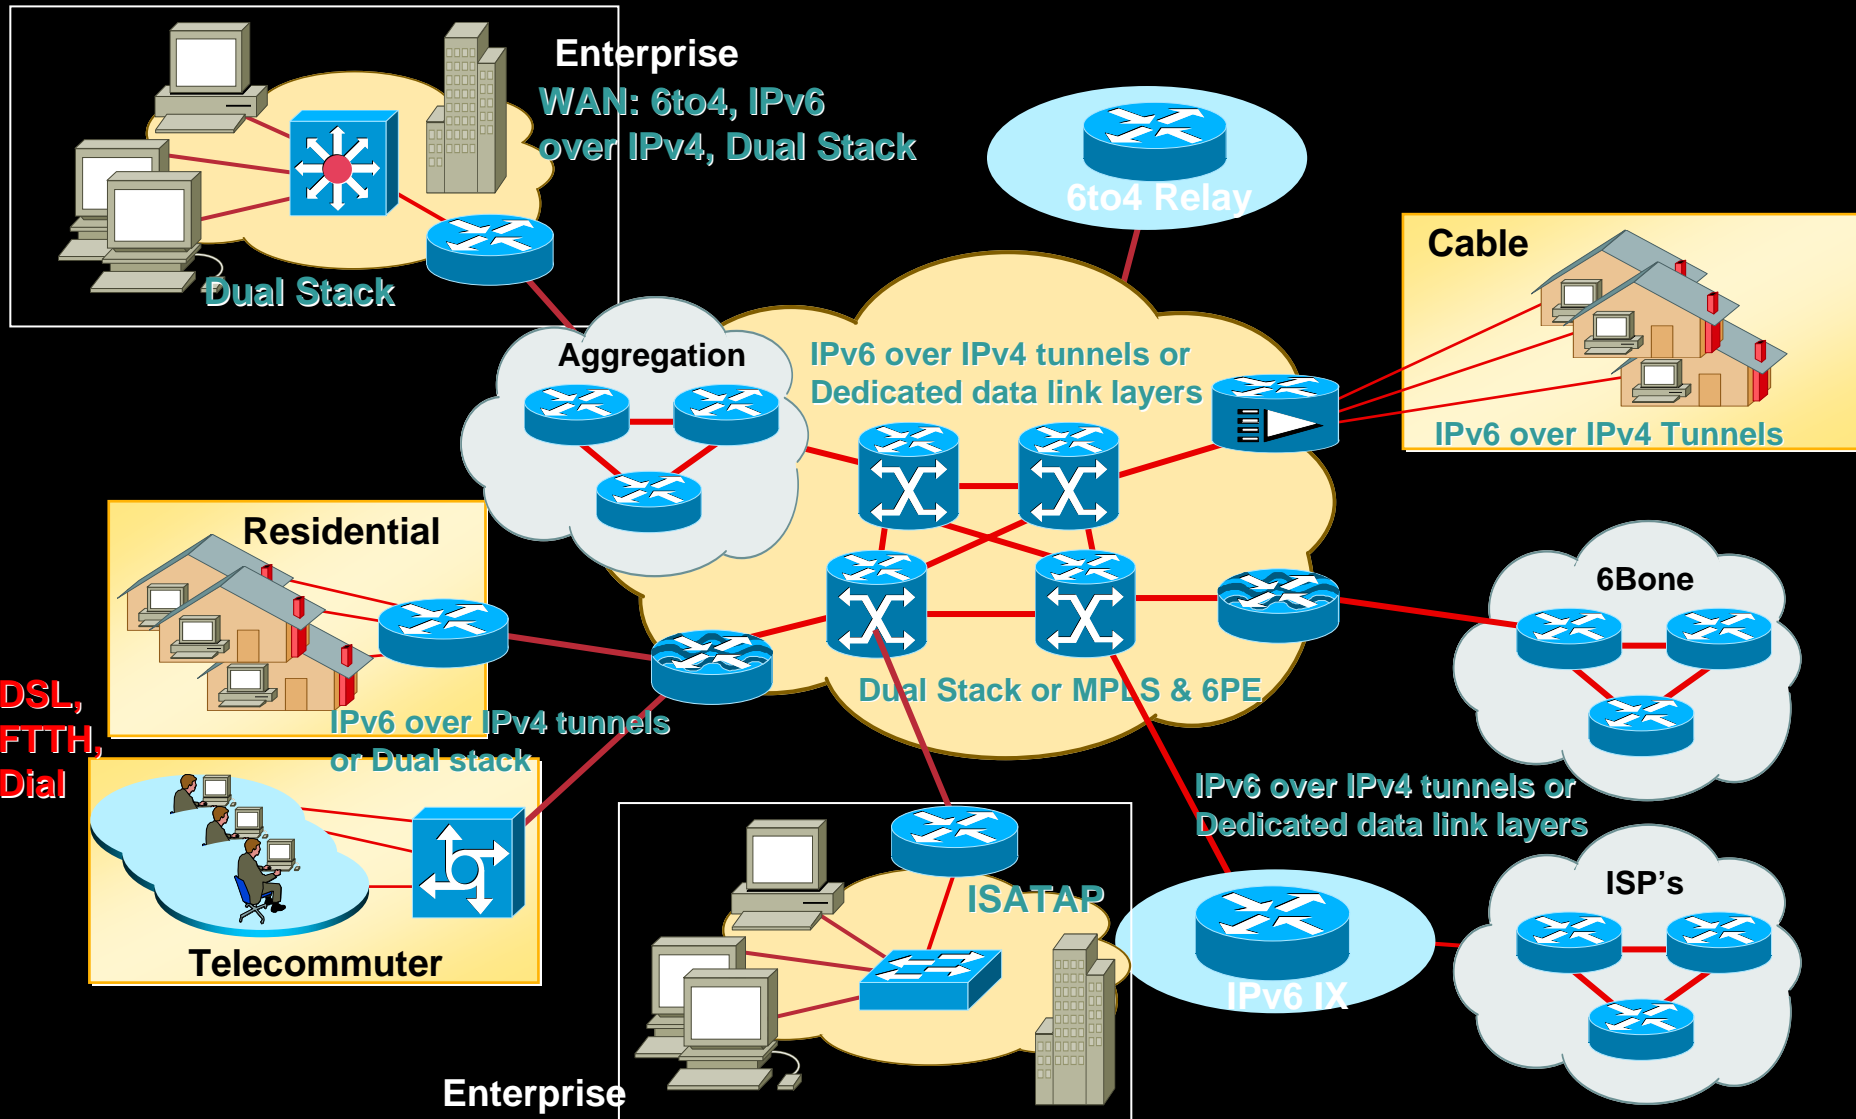 Enterprise
WAN: 6to4, IPv6
over IPv4, Dual Stack
Dual Stack
6to4 Relay
Cable
IPv6 over IPv4 Tunnels
Aggregation
IPv6 over IPv4 tunnels or
Dedicated data link layers
Residential
6Bone
DSL,
FTTH,
Dial
IPv6 over IPv4 tunnels
or Dual stack
Dual Stack or MPLS & 6PE
IPv6 over IPv4 tunnels or
Dedicated data link layers
Telecommuter
ISATAP
ISP's
IPv6 IX
Enterprise